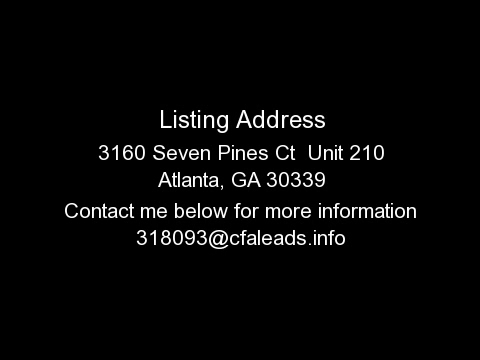 Listing Address
3160 Seven Pines Ct  Unit 210
Atlanta, GA 30339
Contact me below for more information
318093@cfaleads.info